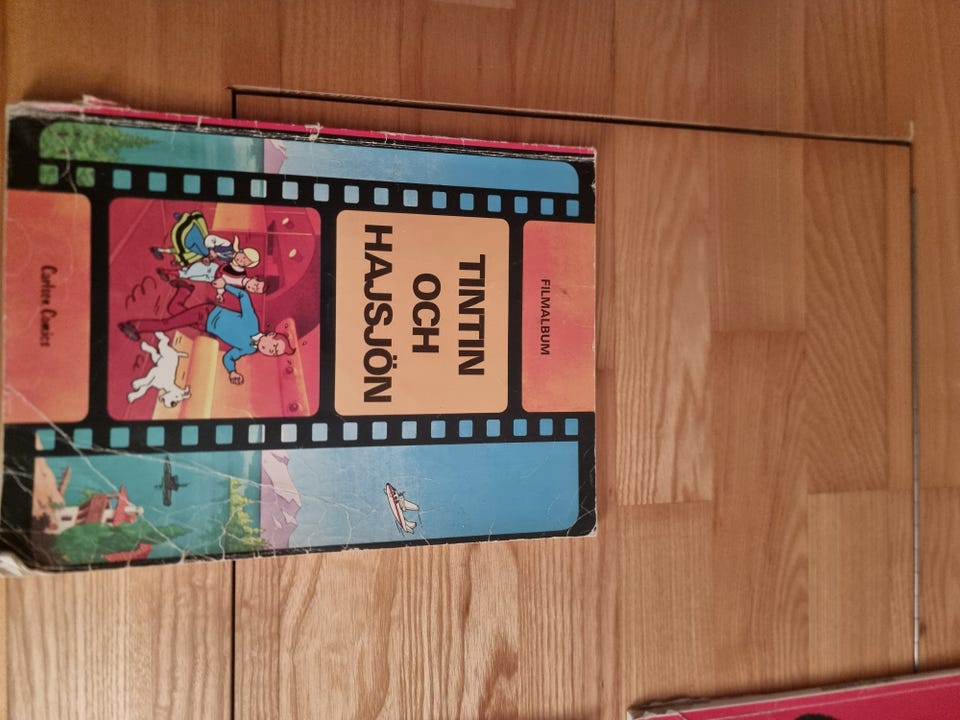 FILMALBUM
TINTIN
OCH
HAJSJÖN
Carlsen Comics